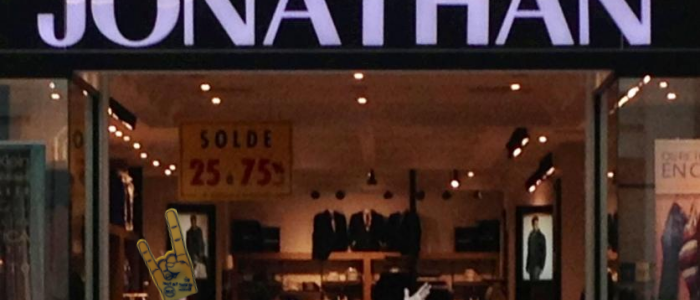 JONATHAN
SOLDE
25 à 75%